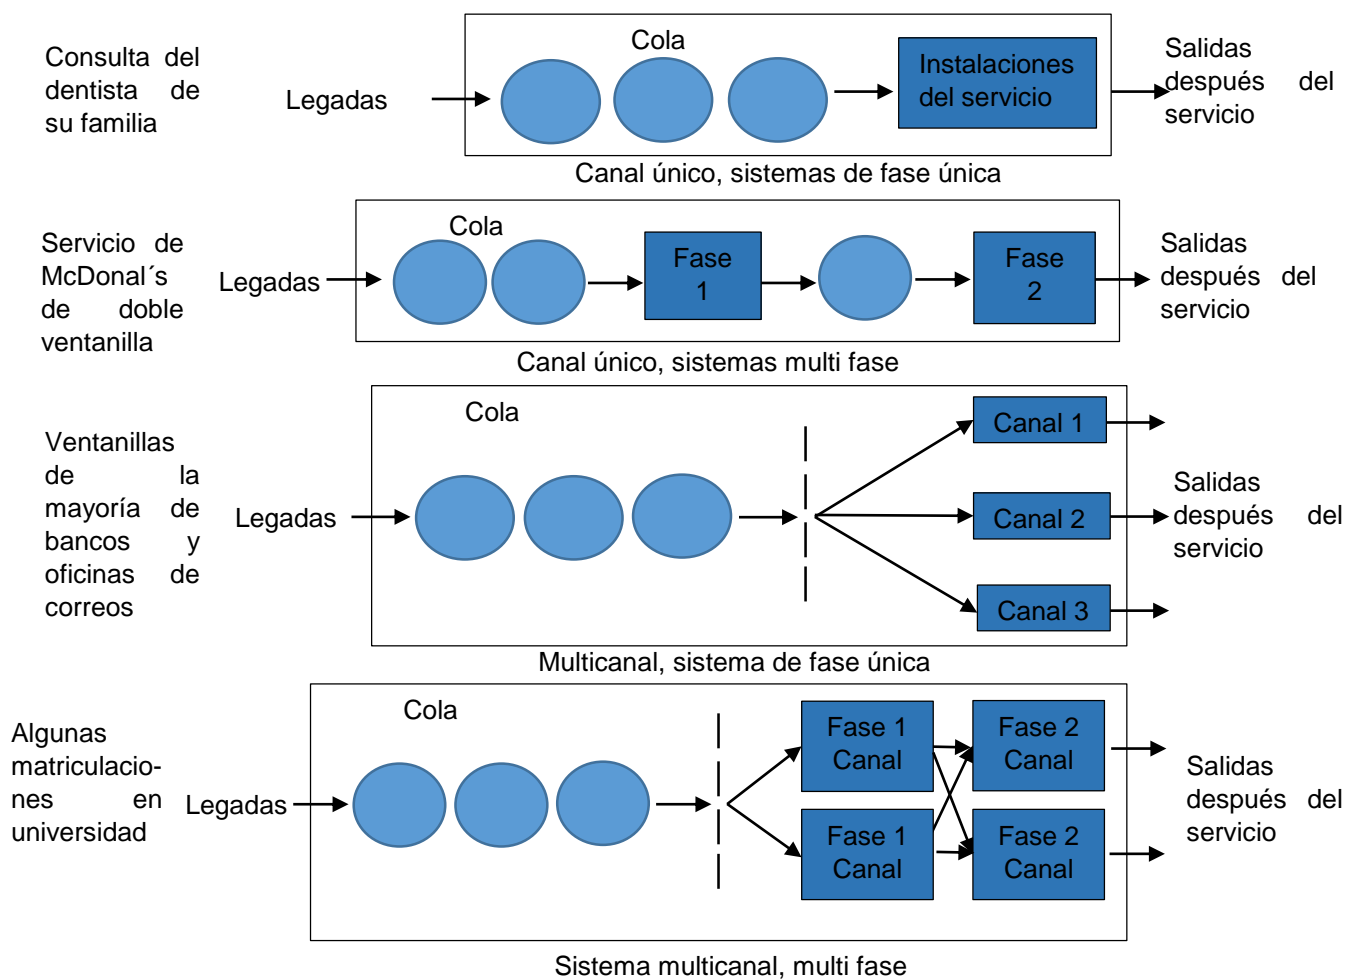 Consulta del
dentista de
su familia
Legadas
Cola
Instalaciones
del servicio
Salidas
después del
servicio
Canal único, sistemas de fase única
Servicio de
McDonal´s
de doble
ventanilla
Legadas
Cola
Fase
1
Fase
2
Salidas
después del
servicio
Canal único, sistemas multi fase
Ventanillas
de la
mayoría de
bancos y
oficinas de
correos
Legadas
Cola
Canal 1
Canal 2
Canal 3
Salidas
después del
servicio
Multicanal, sistema de fase única
Algunas
matriculacio-
nes en
universidad
Legadas
Cola
Fase 1
Canal
Fase 2
Canal
Fase 1
Canal
Fase 2
Canal
Salidas
después del
servicio
Sistema multicanal, multi fase